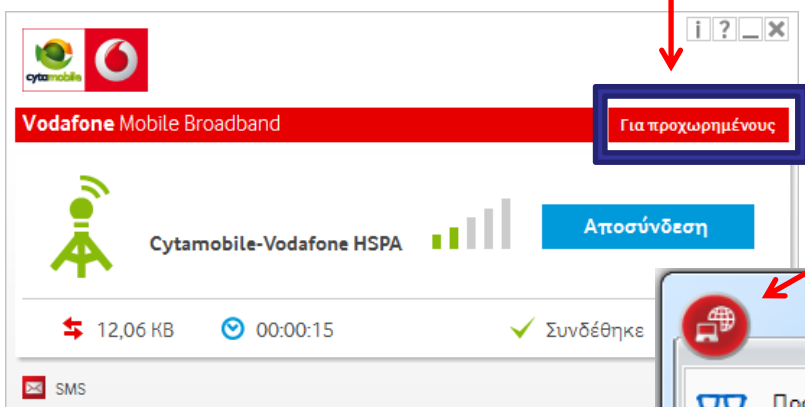 i ? _ X
cytamobile
Vodafone Mobile Broadband Για προχωρημένους
Cytamobile-Vodafone HSPA Αποσύνδεση
12,06 KB 00:00:15 Συνδέθηκε
SMS